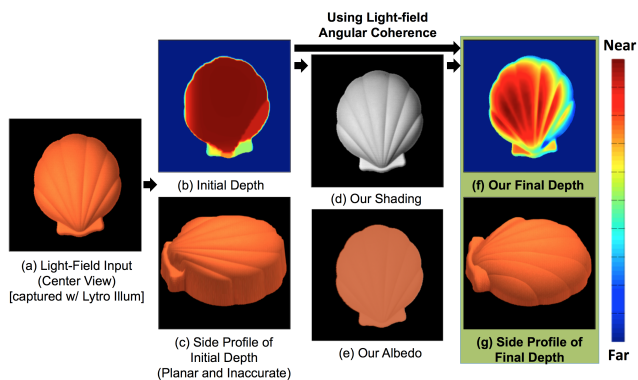 Using Light-field
Angular Coherence
Near
(b) Initial Depth
(d) Our Shading
(f) Our Final Depth
(a) Light-Field Input
(Center View)
[captured w/ Lytro Illum]
(c) Side Profile of
Initial Depth
(Planar and Inaccurate)
(e) Our Albedo
(g) Side Profile of
Final Depth
Far